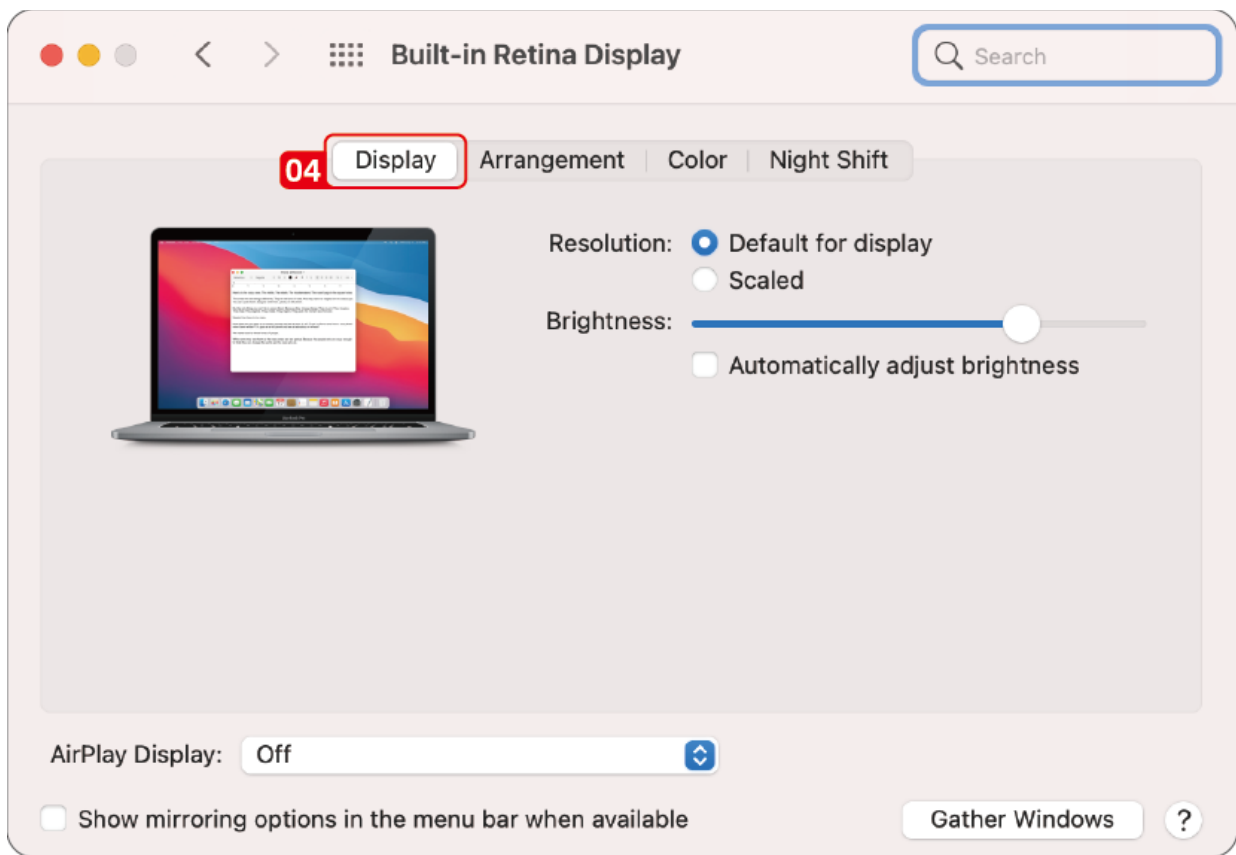 Built-in Retina Display
Search
04
Display
Arrangement
Color
Night Shift
Resolution:
Default for display
Scaled
Brightness:
Automatically adjust brightness
AirPlay Display:
Off
Show mirroring options in the menu bar when available
Gather Windows
?